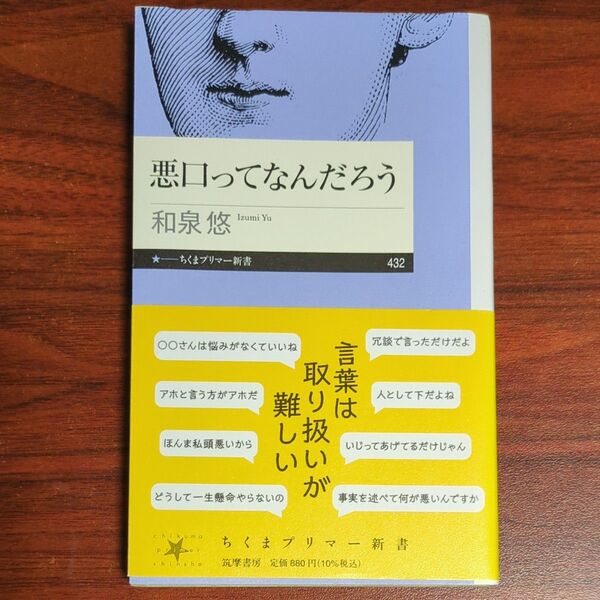 悪口ってなんだろう
和泉悠 Izumi Yu
★──ちくまプリマー新書 432
言葉は
取り扱いが
難しい
〇〇さんは悩みがなくていいね
アホと言う方がアホだ
ほんま私頭悪いから
どうして一生懸命やらないの
冗談で言っただけだよ
人として下だよね
いじってあげてるだけじゃん
事実を述べて何が悪いんですか
chikuma
primer
shinsho
ちくまプリマー新書
筑摩書房 定価880円(10%税込)